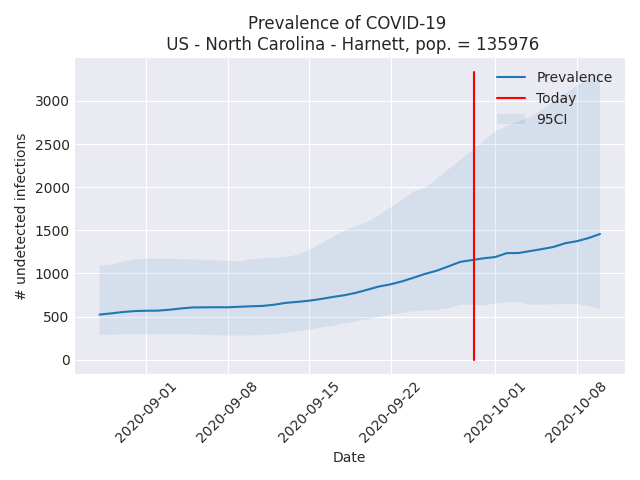 Prevalence of COVID-19
US - North Carolina - Harnett, pop. = 135976
Prevalence
Today
95CI
# undetected infections
3000
2500
2000
1500
1000
500
0
2020-09-01
2020-09-08
2020-09-15
2020-09-22
2020-10-01
2020-10-08
Date